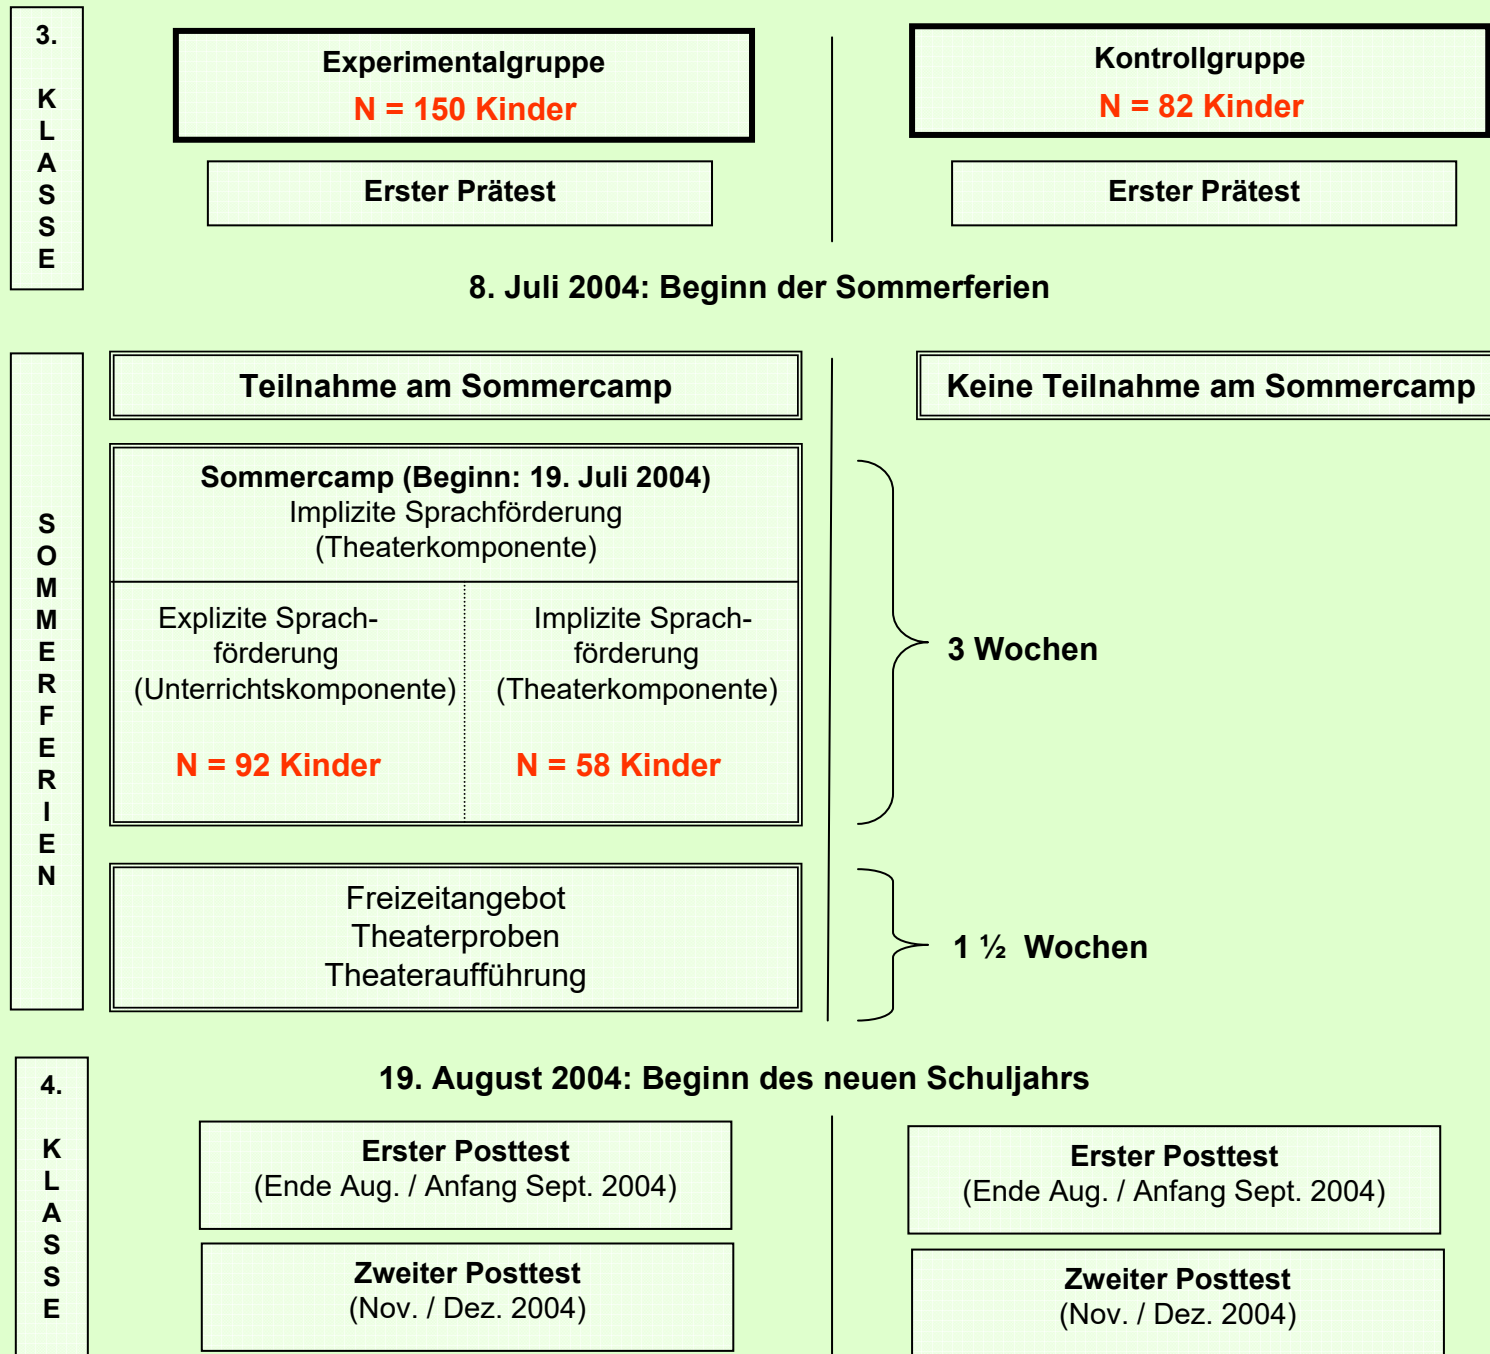 3.
KLASSE
Experimentalgruppe
N = 150 Kinder
Kontrollgruppe
N = 82 Kinder
Erster Prätest
Erster Prätest
8. Juli 2004: Beginn der Sommerferien
SOMMERFERIEN
Teilnahme am Sommercamp
Keine Teilnahme am Sommercamp
Sommercamp (Beginn: 19. Juli 2004)
Implizite Sprachförderung
(Theaterkomponente)
Explizite Sprach-
förderung
(Unterrichtskomponente)
N = 92 Kinder
Implizite Sprach-
förderung
(Theaterkomponente)
N = 58 Kinder
3 Wochen
Freizeitangebot
Theaterproben
Theateraufführung
1 ½ Wochen
4.
KLASSE
19. August 2004: Beginn des neuen Schuljahrs
Erster Posttest
(Ende Aug. / Anfang Sept. 2004)
Erster Posttest
(Ende Aug. / Anfang Sept. 2004)
Zweiter Posttest
(Nov. / Dez. 2004)
Zweiter Posttest
(Nov. / Dez. 2004)